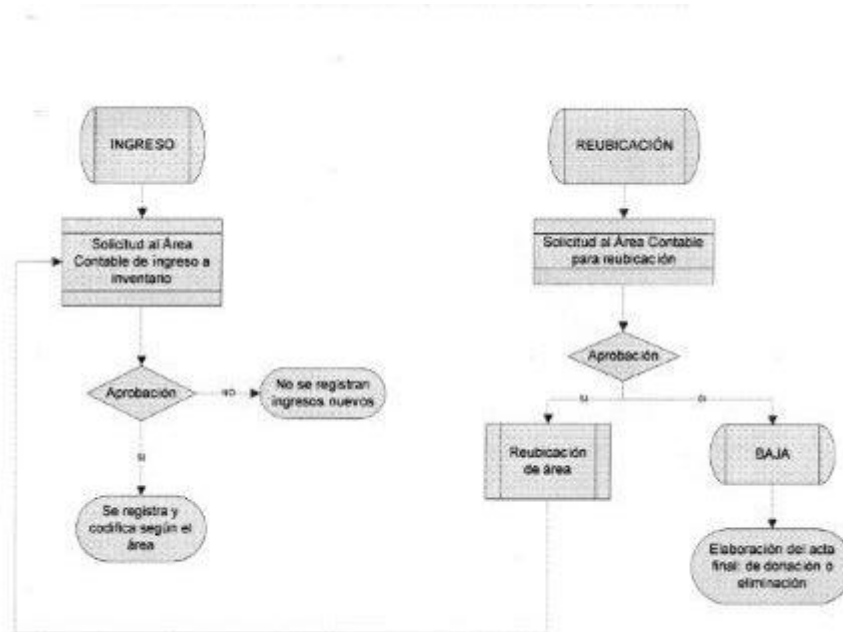 INGRESO
Solicitud al Área
Contable de ingreso a
inventario
Aprobación
No se registran
ingresos nuevos
SI
Se registra y
codifica según el
área
REUBICACIÓN
Solicitud al Área Contable
para reubicación
Aprobación
SI
Reubicación
de área
BAJA
Elaboración del acta
final: de donación o
eliminación